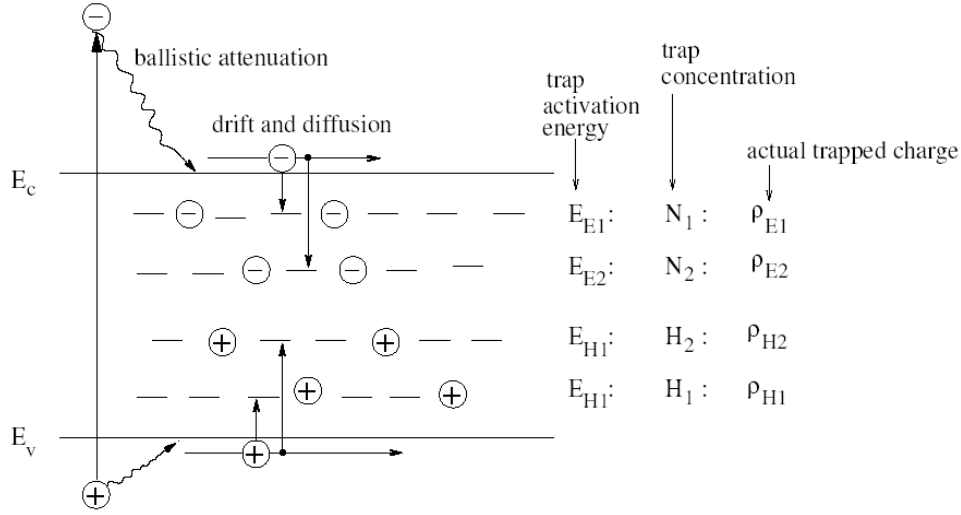 ballistic attenuation
drift and diffusion
trap
activation
energy
trap
concentration
actual trapped charge
E_c
E_E1: N_1: ρ_E1
E_E2: N_2: ρ_E2
E_H1: H_2: ρ_H2
E_H1: H_1: ρ_H1
E_v